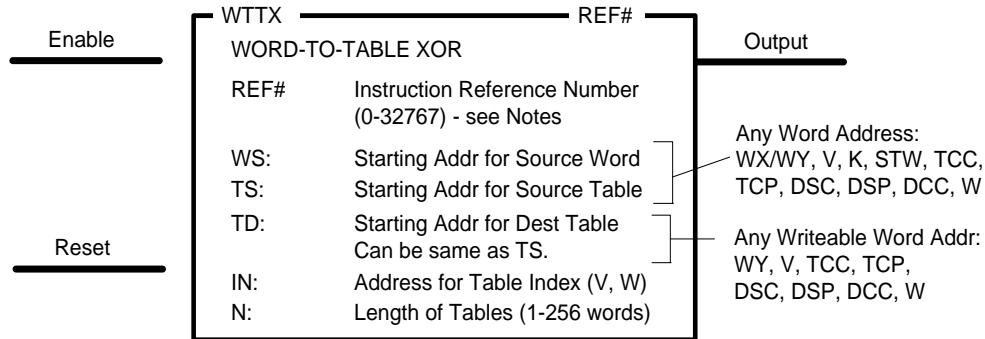 WTTX REF#
Enable
WORD-TO-TABLE XOR
Output
REF# Instruction Reference Number
(0-32767) - see Notes
WS: Starting Addr for Source Word
TS: Starting Addr for Source Table
Any Word Address:
WX/WY, V, K, STW, TCC,
TCP, DSC, DSP, DCC, W
TD: Starting Addr for Dest Table
Can be same as TS.
Any Writeable Word Addr:
WY, V, TCC, TCP,
DSC, DSP, DCC, W
Reset
IN: Address for Table Index (V, W)
N: Length of Tables (1-256 words)